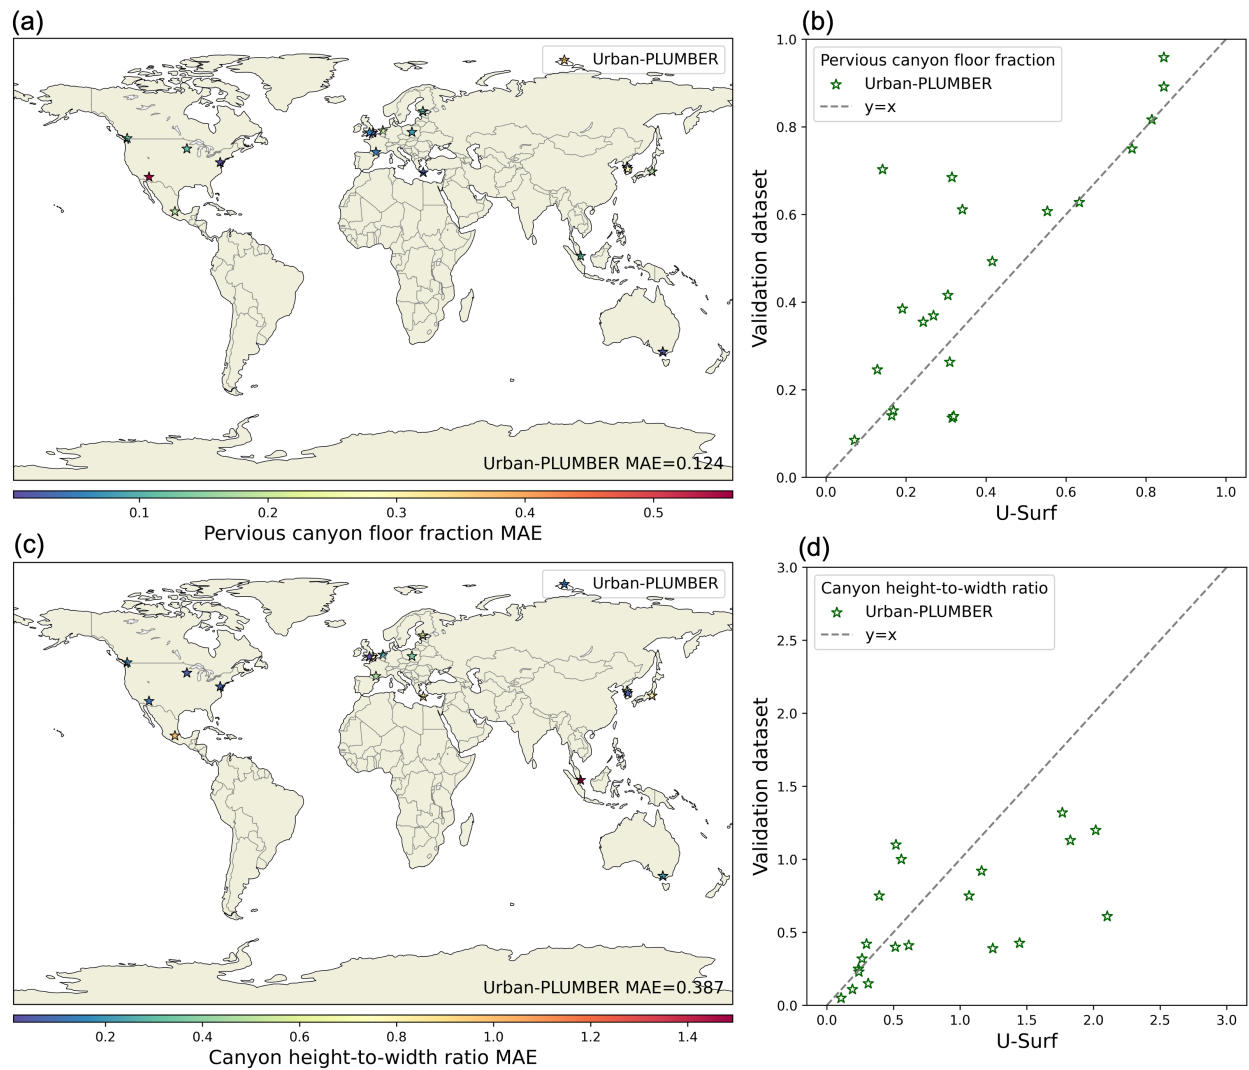 (a)
Urban-PLUMBER
Urban-PLUMBER MAE=0.124
0.1 0.2 0.3 0.4 0.5
Pervious canyon floor fraction MAE
(b)
Pervious canyon floor fraction
Urban-PLUMBER
y=x
Validation dataset
1.0
0.8
0.6
0.4
0.2
0.0
0.0 0.2 0.4 0.6 0.8 1.0
U-Surf
(c)
Urban-PLUMBER
Urban-PLUMBER MAE=0.387
0.2 0.4 0.6 0.8 1.0 1.2 1.4
Canyon height-to-width ratio MAE
(d)
Canyon height-to-width ratio
Urban-PLUMBER
y=x
Validation dataset
3.0
2.5
2.0
1.5
1.0
0.5
0.0
0.0 0.5 1.0 1.5 2.0 2.5 3.0
U-Surf